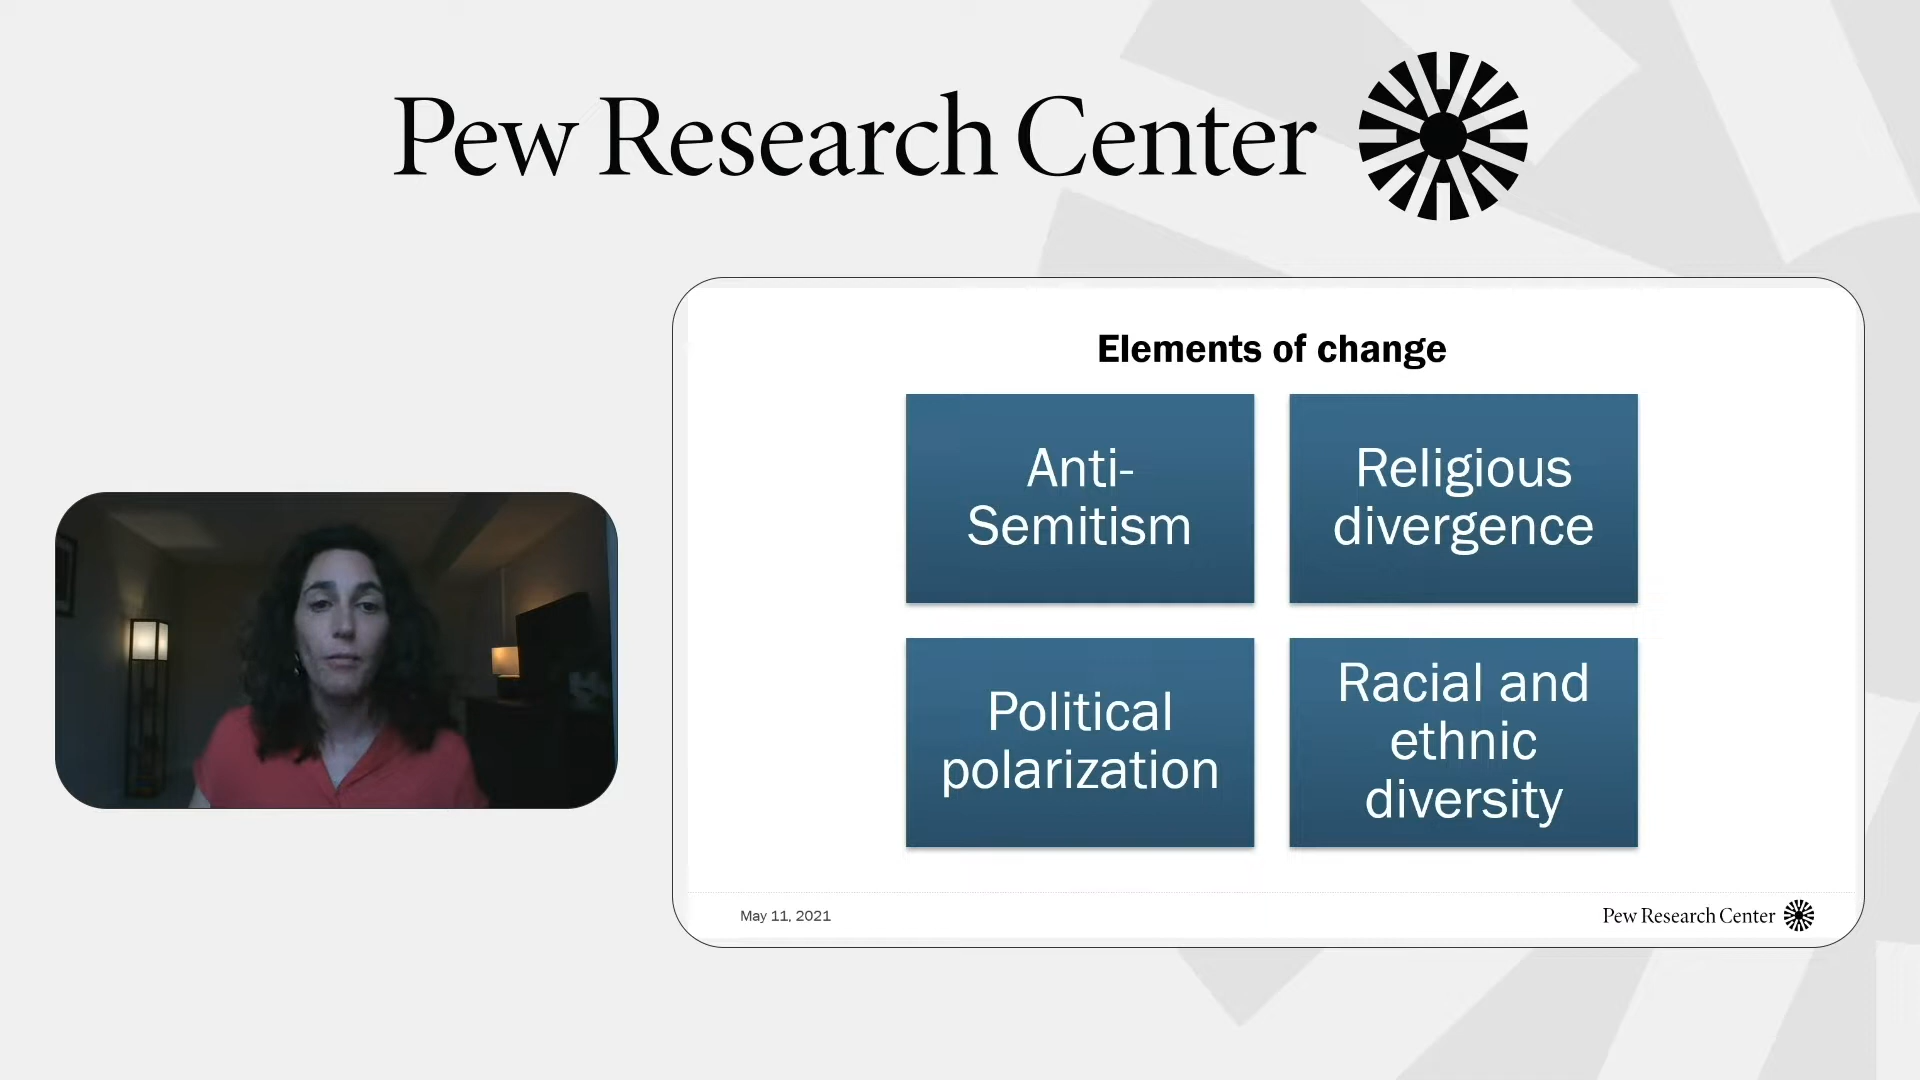 Pew Research Center
Elements of change
Anti-
Semitism
Religious
divergence
Political
polarization
Racial and
ethnic
diversity
May 11, 2021
Pew Research Center